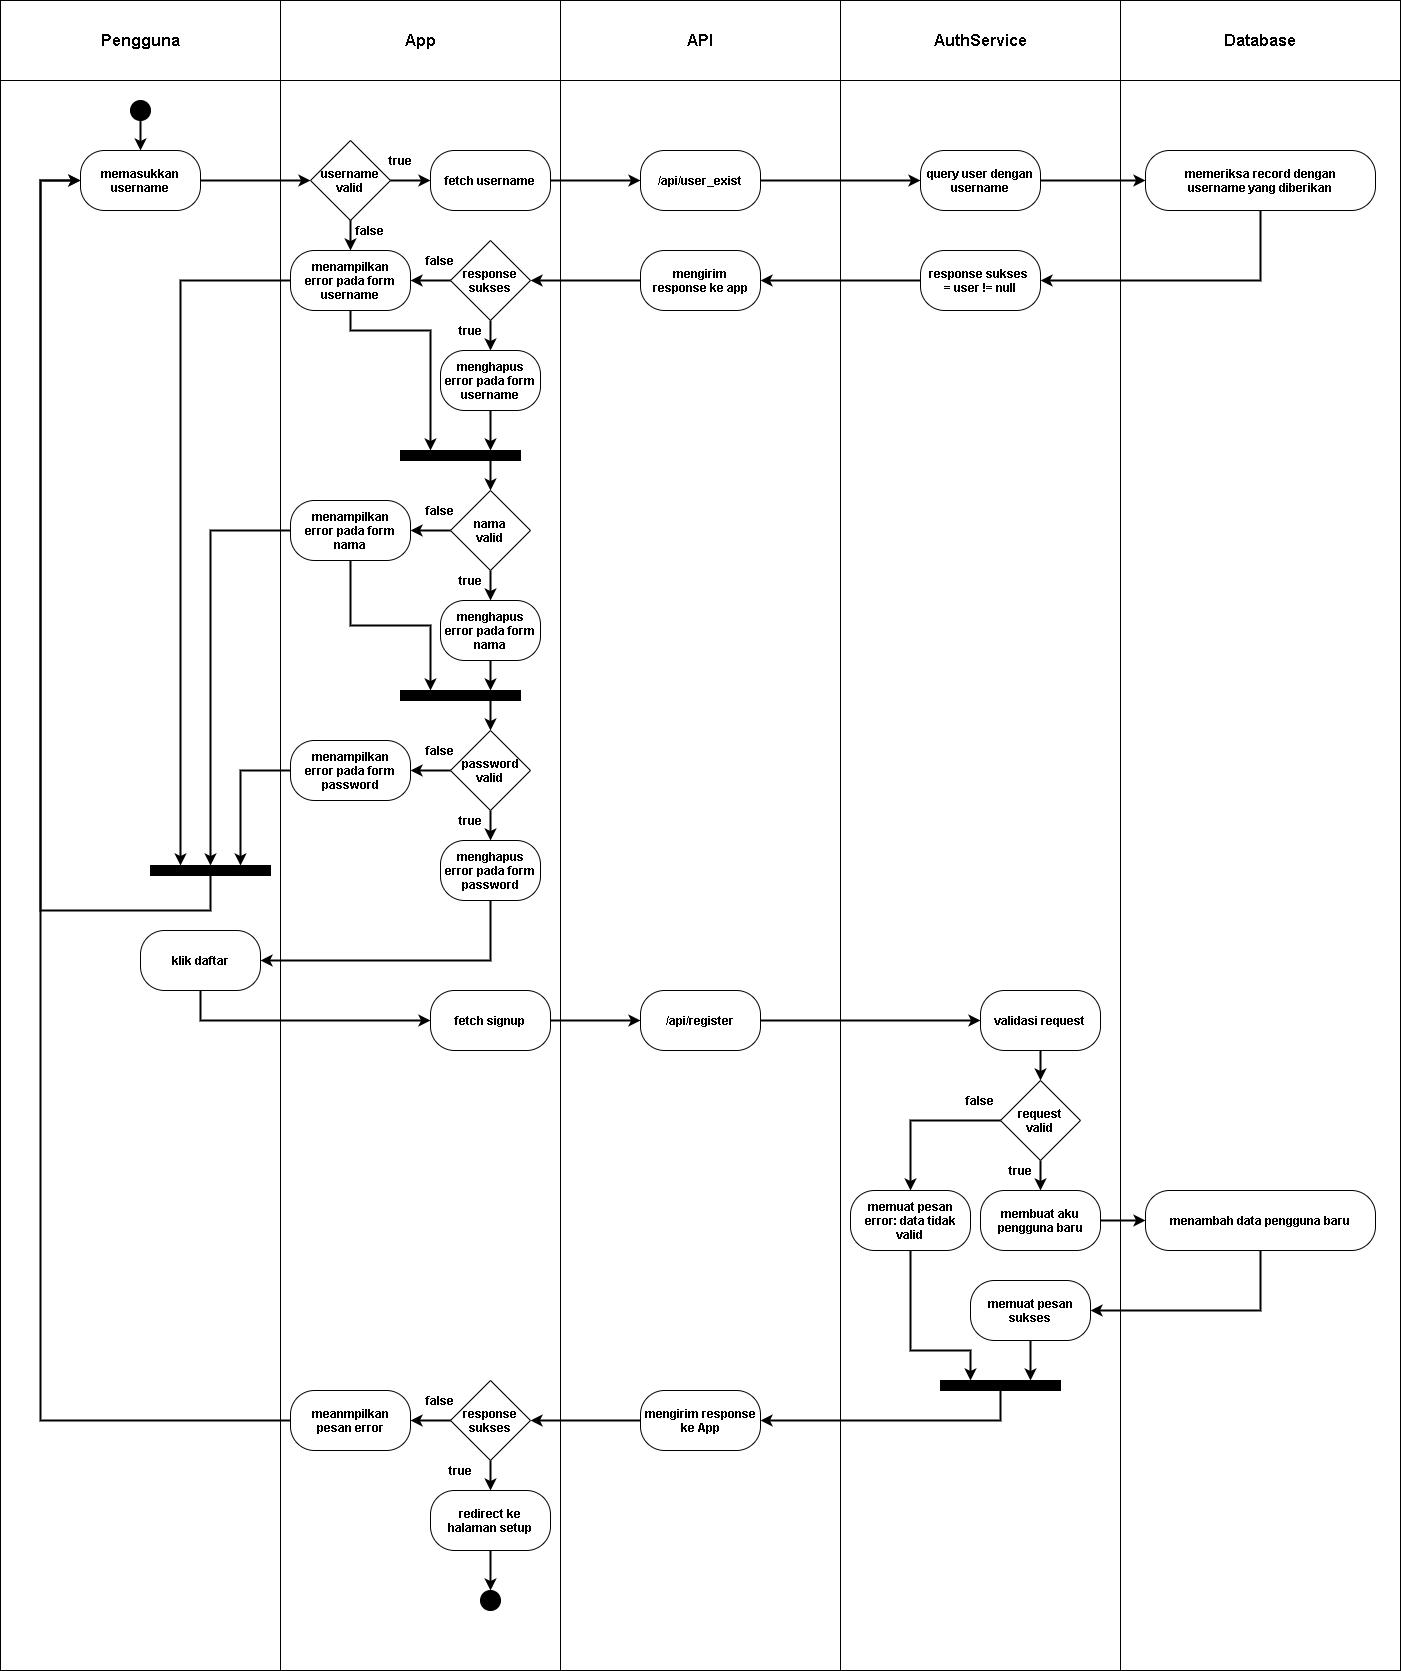 Pengguna
App
API
AuthService
Database
memasukkan
username
username
valid
true
fetch username
/api/user_exist
query user dengan
username
memeriksa record dengan
username yang diberikan
false
menampilkan
error pada form
username
false
response
sukses
mengirim
response ke app
response sukses
= user != null
true
menghapus
error pada form
username
menampilkan
error pada form
nama
false
nama
valid
true
menghapus
error pada form
nama
menampilkan
error pada form
password
false
password
valid
true
menghapus
error pada form
password
klik daftar
fetch signup
/api/register
validasi request
false
request
valid
true
memuat pesan
error: data tidak
valid
membuat aku
pengguna baru
menambah data pengguna baru
memuat pesan
sukses
meanmpilkan
pesan error
false
response
sukses
mengirim response
ke App
true
redirect ke
halaman setup